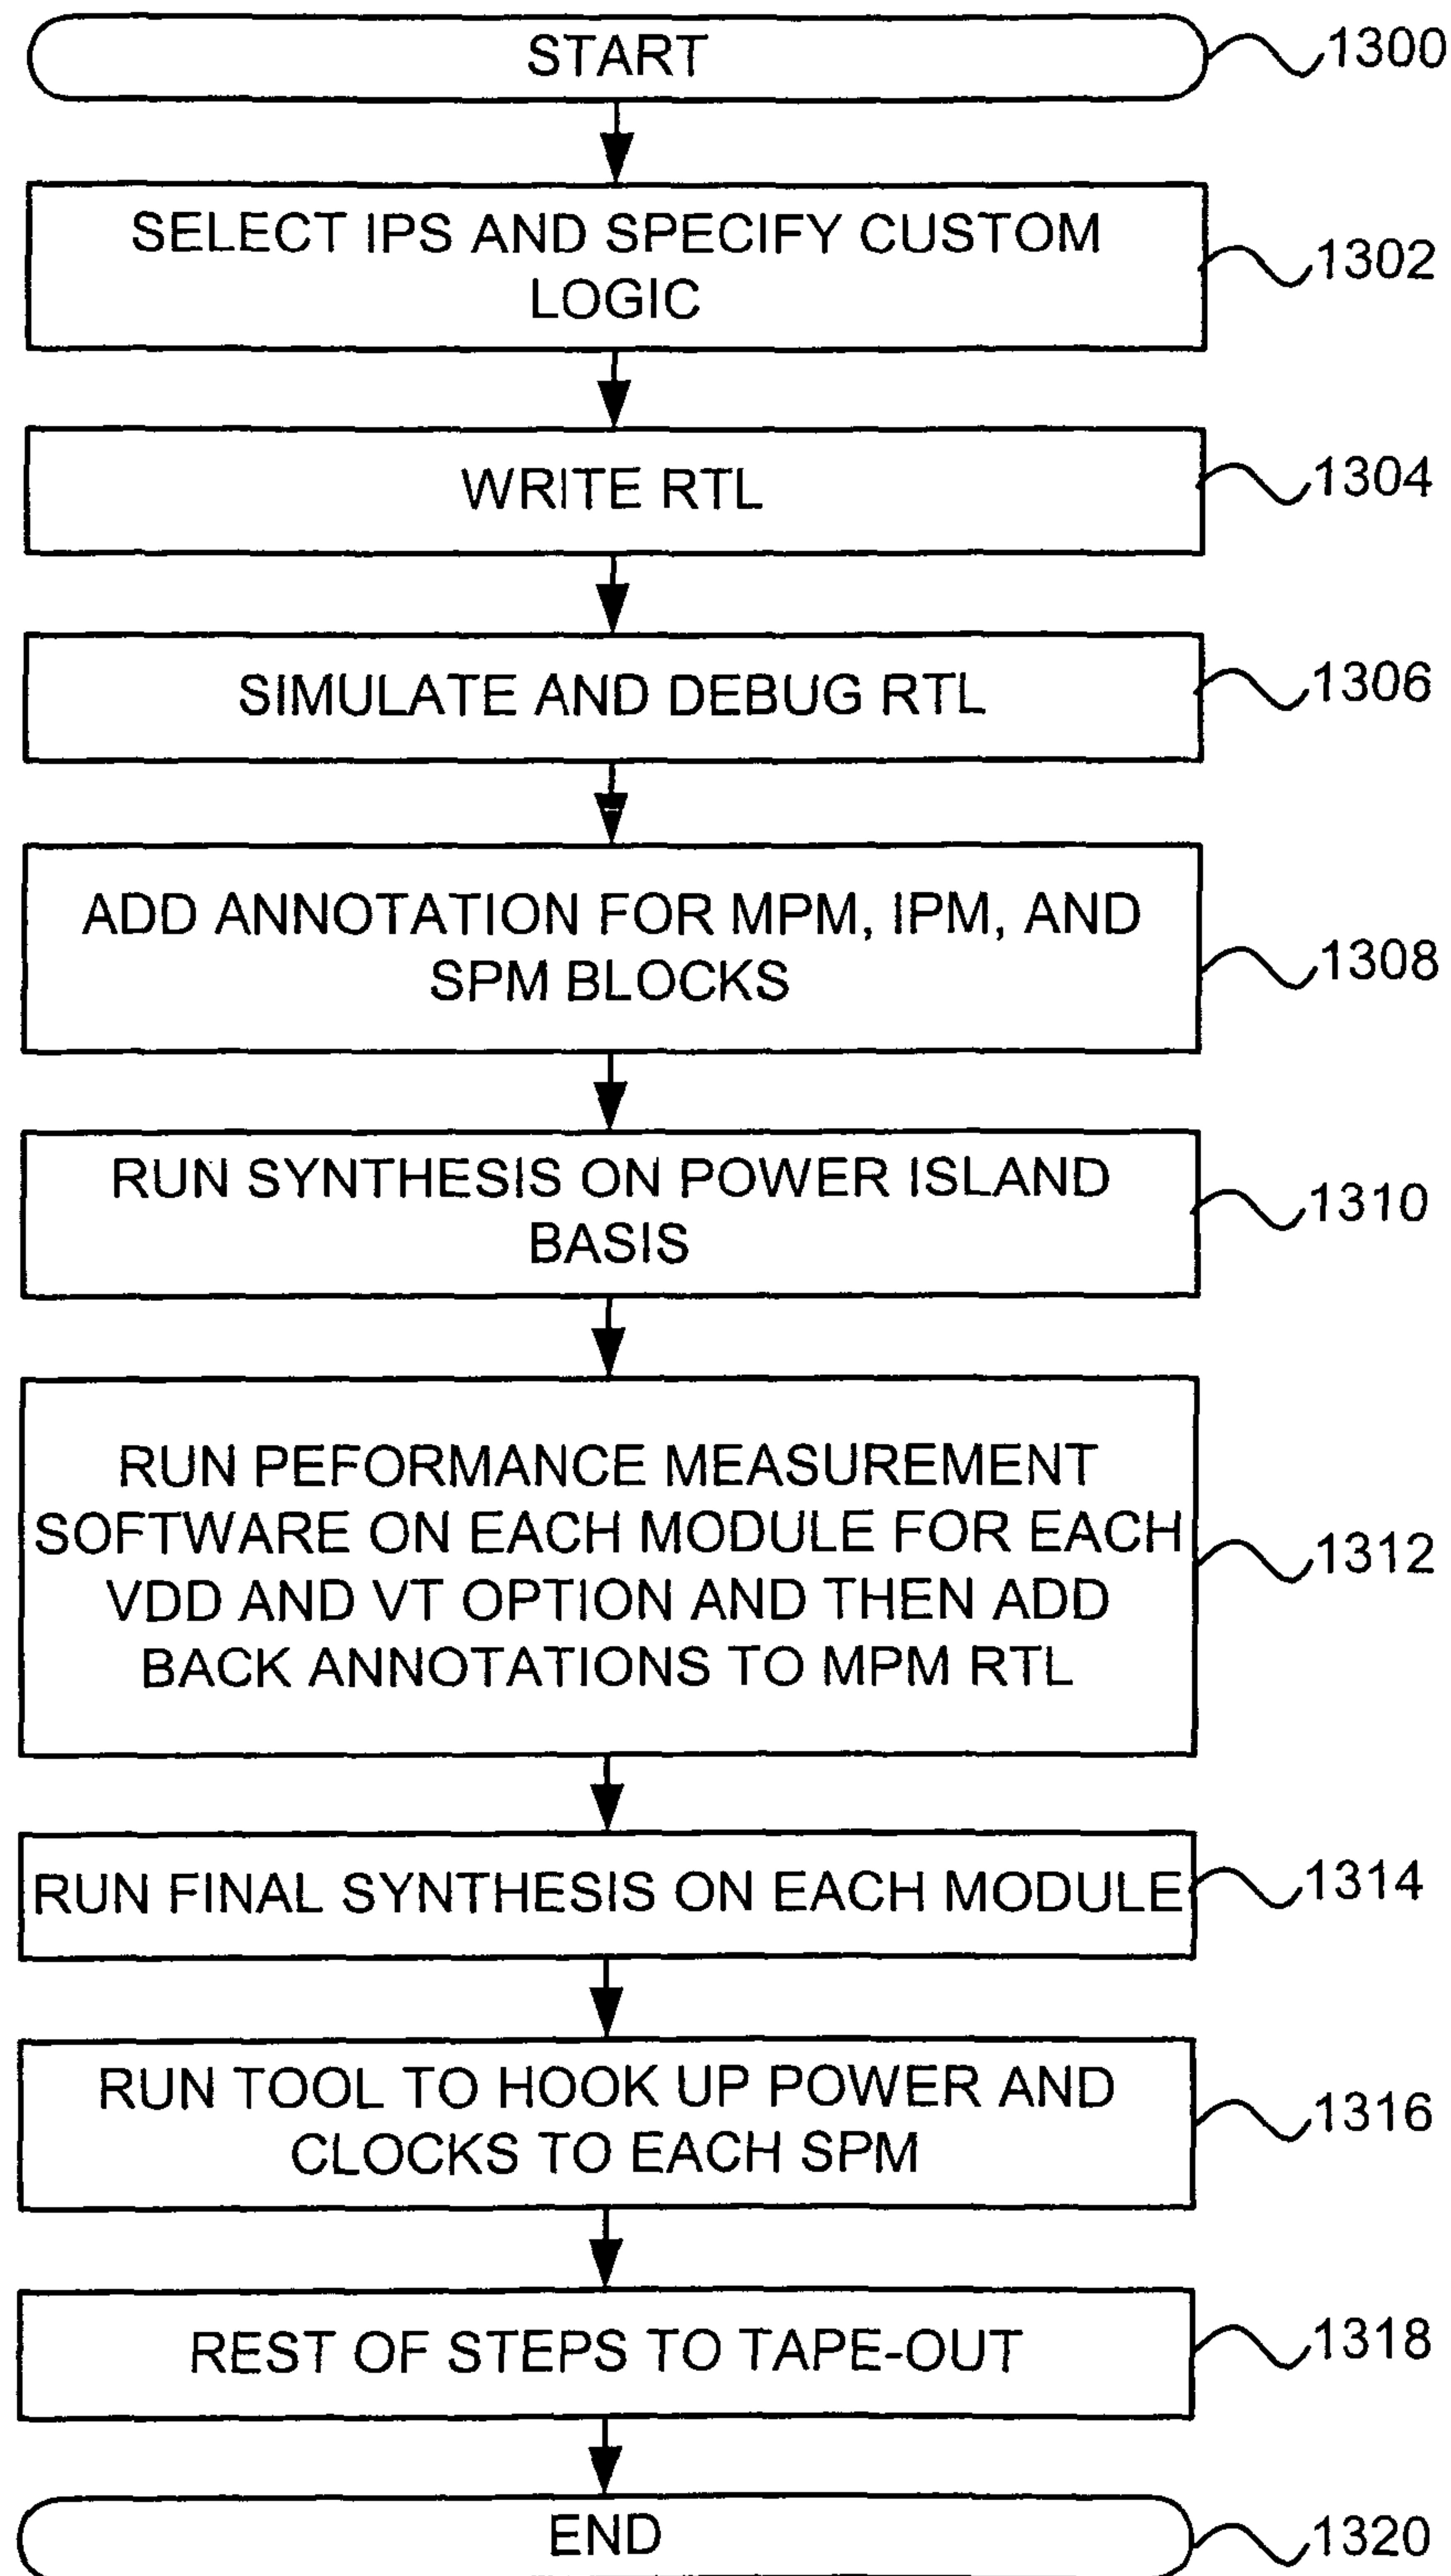 START
1300
SELECT IPS AND SPECIFY CUSTOM
LOGIC
1302
WRITE RTL
1304
SIMULATE AND DEBUG RTL
1306
ADD ANNOTATION FOR MPM, IPM, AND
SPM BLOCKS
1308
RUN SYNTHESIS ON POWER ISLAND
BASIS
1310
RUN PEFORMANCE MEASUREMENT
SOFTWARE ON EACH MODULE FOR EACH
VDD AND VT OPTION AND THEN ADD
BACK ANNOTATIONS TO MPM RTL
1312
RUN FINAL SYNTHESIS ON EACH MODULE
1314
RUN TOOL TO HOOK UP POWER AND
CLOCKS TO EACH SPM
1316
REST OF STEPS TO TAPE-OUT
1318
END
1320